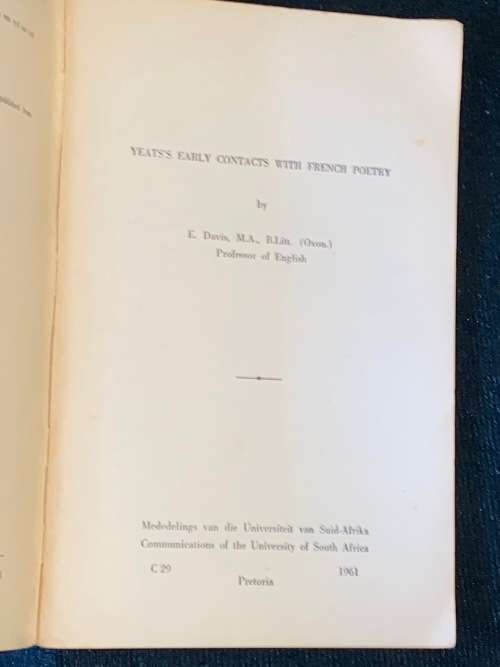 YEATS'S EARLY CONTACTS WITH FRENCH POETRY
by
E. Davis, M.A., B.Litt. (Oxon.)
Professor of English
Mededelings van die Universiteit van Suid-Afrika
Communications of the University of South Africa
C 29 1961
Pretoria